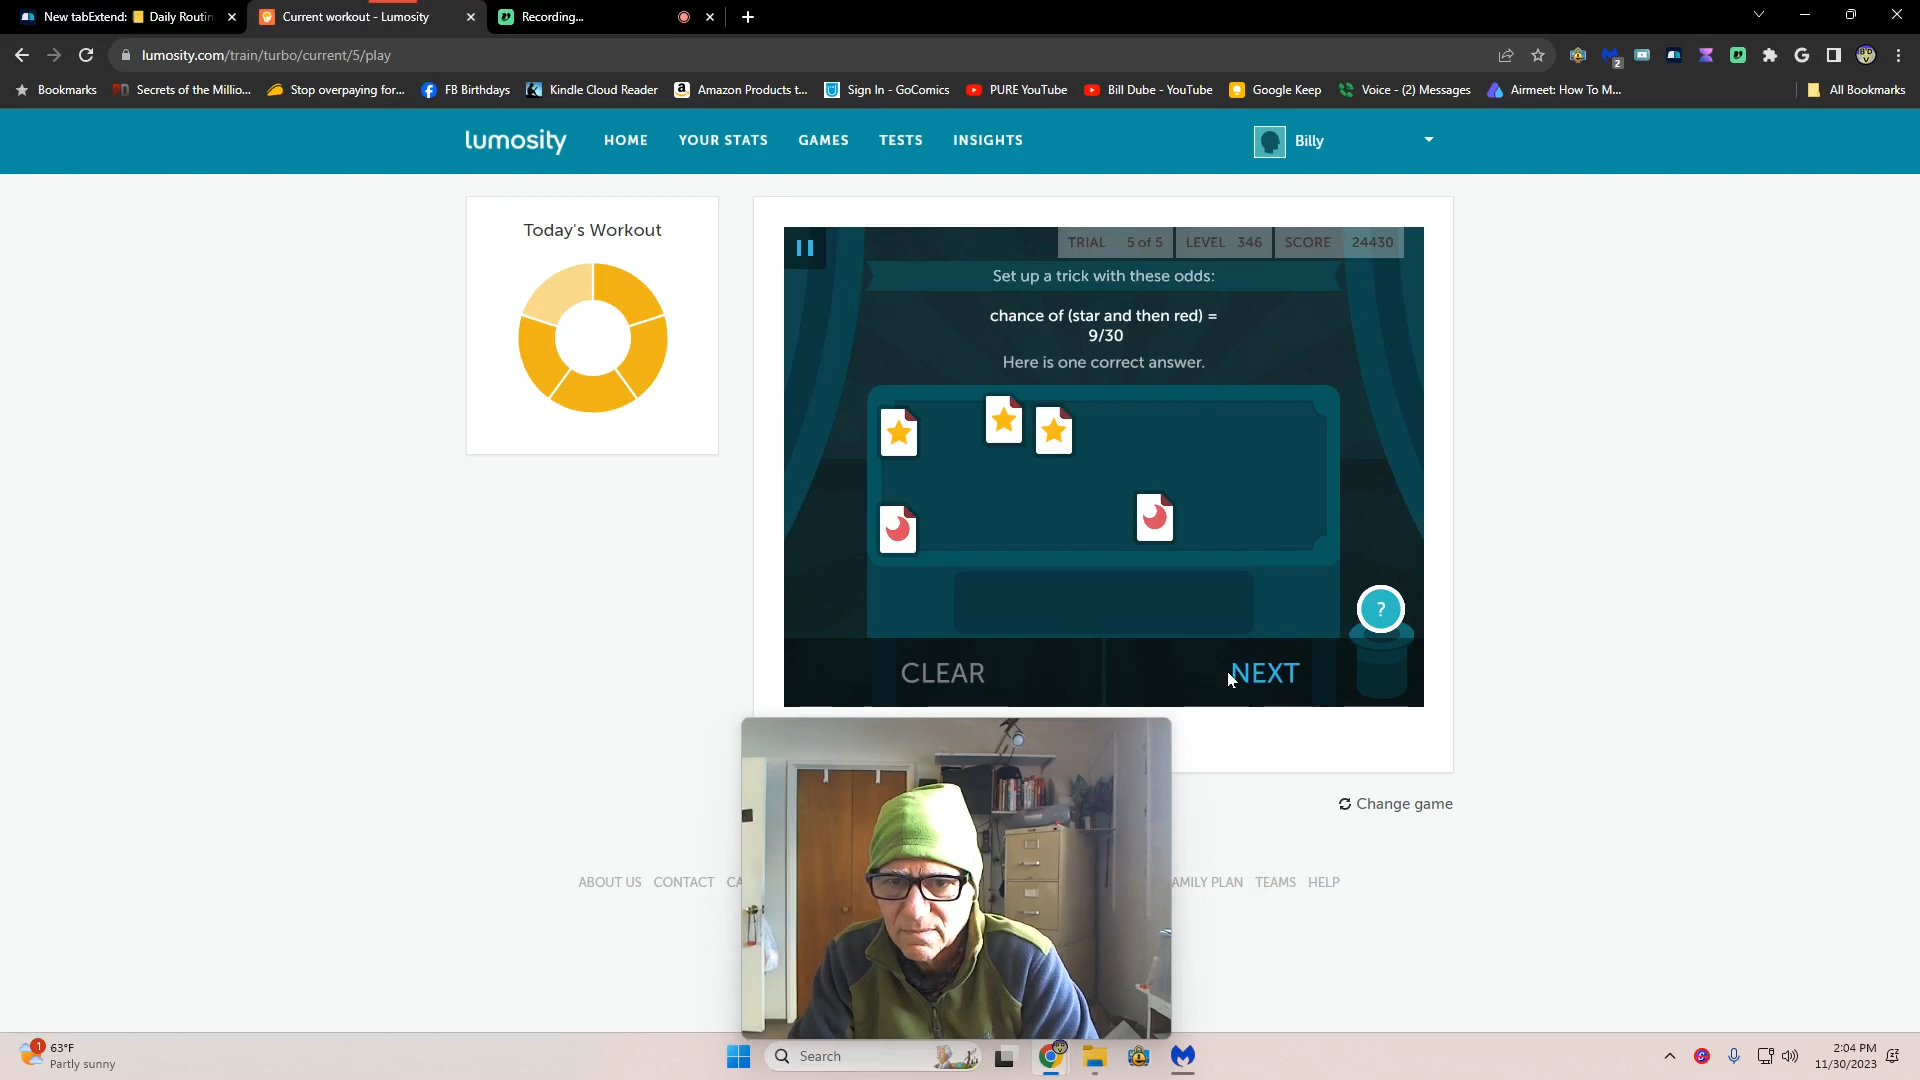 New tabExtend: Daily Routin
Current workout - Lumosity
Recording...
lumosity.com/train/turbo/current/5/play
2
Bookmarks
Secrets of the Millio...
Stop overpaying for...
FB Birthdays
Kindle Cloud Reader
Amazon Products t...
Sign In - GoComics
PURE YouTube
Bill Dube - YouTube
Google Keep
Voice - (2) Messages
Airmeet: How To M...
All Bookmarks
lumosity
HOME
YOUR STATS
GAMES
TESTS
INSIGHTS
Billy
Today's Workout
TRIAL 5 of 5
LEVEL 346
SCORE 24430
Set up a trick with these odds:
chance of (star and then red) =
9/30
Here is one correct answer.
?
CLEAR
NEXT
Change game
ABOUT US
CONTACT
CA
AMILY PLAN
TEAMS
HELP
1
63°F
Partly sunny
Search
2:04 PM
11/30/2023